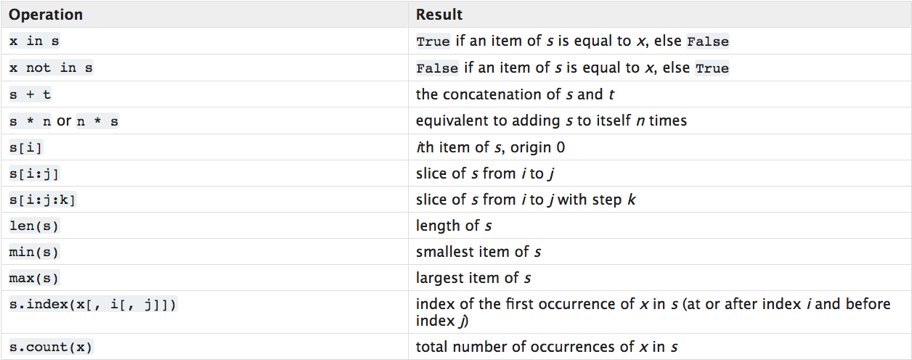 Operation Result
x in s True if an item of s is equal to x, else False
x not in s False if an item of s is equal to x, else True
s + t the concatenation of s and t
s * n or n * s equivalent to adding s to itself n times
s[i] ith item of s, origin 0
s[i:j] slice of s from i to j
s[i:j:k] slice of s from i to j with step k
len(s) length of s
min(s) smallest item of s
max(s) largest item of s
s.index(x[, i[, j]]) index of the first occurrence of x in s (at or after index i and before
index j)
s.count(x) total number of occurrences of x in s